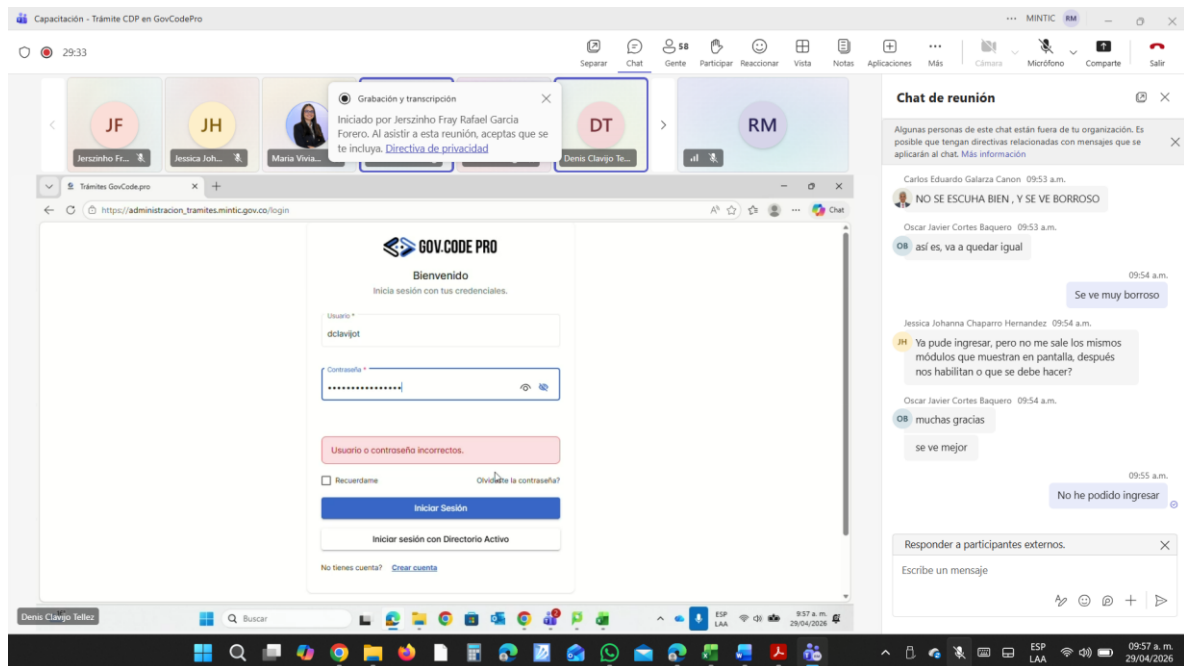 Capacitación - Trámite CDP en GovCodePro
MINTIC
RM
29:33
Separar
Chat
58
Gente
Participar
Reaccionar
Vista
Notas
Aplicaciones
Más
Cámara
Micrófono
Comparte
Salir
JF
Jerszinho Fr...
JH
Jessica Joh...
Maria Vivia...
Grabación y transcripción
Iniciado por Jerszinho Fray Rafael Garcia
Forero. Al asistir a esta reunión, aceptas que se
te incluya. Directiva de privacidad
DT
Denis Clavijo Te...
RM
Trámites GovCode.pro
https://administracion_tramites.mintic.gov.co/login
Chat
GOV.CODE PRO
Bienvenido
Inicia sesión con tus credenciales.
Usuario *
dclavijot
Contraseña *
Usuario o contraseña incorrectos.
Recuerdame
Olvidaste la contraseña?
Iniciar Sesión
Iniciar sesión con Directorio Activo
No tienes cuenta? Crear cuenta
Denis Clavijo Tellez
Buscar
ESP
LAA
9:57 a. m.
29/04/2026
Chat de reunión
Algunas personas de este chat están fuera de tu organización. Es
posible que tengan directivas relacionadas con mensajes que se
aplicarán al chat. Más información
Carlos Eduardo Galarza Canon 09:53 a.m.
NO SE ESCUHA BIEN , Y SE VE BORROSO
Oscar Javier Cortes Baquero 09:53 a.m.
OB
así es, va a quedar igual
09:54 a.m.
Se ve muy borroso
Jessica Johanna Chaparro Hernandez 09:54 a.m.
JH
Ya pude ingresar, pero no me sale los mismos
módulos que muestran en pantalla, después
nos habilitan o que se debe hacer?
Oscar Javier Cortes Baquero 09:54 a.m.
OB
muchas gracias
se ve mejor
09:55 a.m.
No he podido ingresar
Responder a participantes externos.
Escribe un mensaje
ESP
LAA
09:57 a. m.
29/04/2026